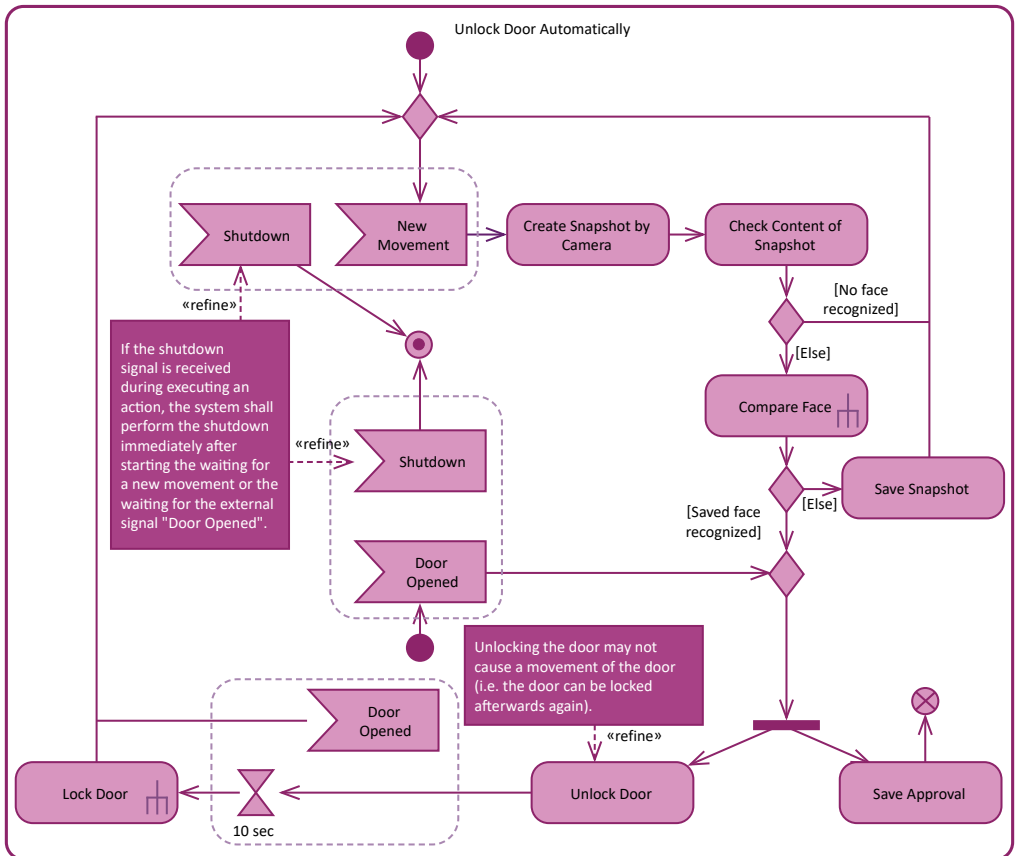 Unlock Door Automatically
Shutdown
New
Movement
Create Snapshot by
Camera
Check Content of
Snapshot
«refine»
[No face
recognized]
If the shutdown
signal is received
during executing an
action, the system shall
perform the shutdown
immediately after
starting the waiting for
a new movement or the
waiting for the external
signal "Door Opened".
[Else]
Compare Face
«refine»
Shutdown
Save Snapshot
[Else]
[Saved face
recognized]
Door
Opened
Unlocking the door may not
cause a movement of the door
(i.e. the door can be locked
afterwards again).
Door
Opened
«refine»
Lock Door
10 sec
Unlock Door
Save Approval